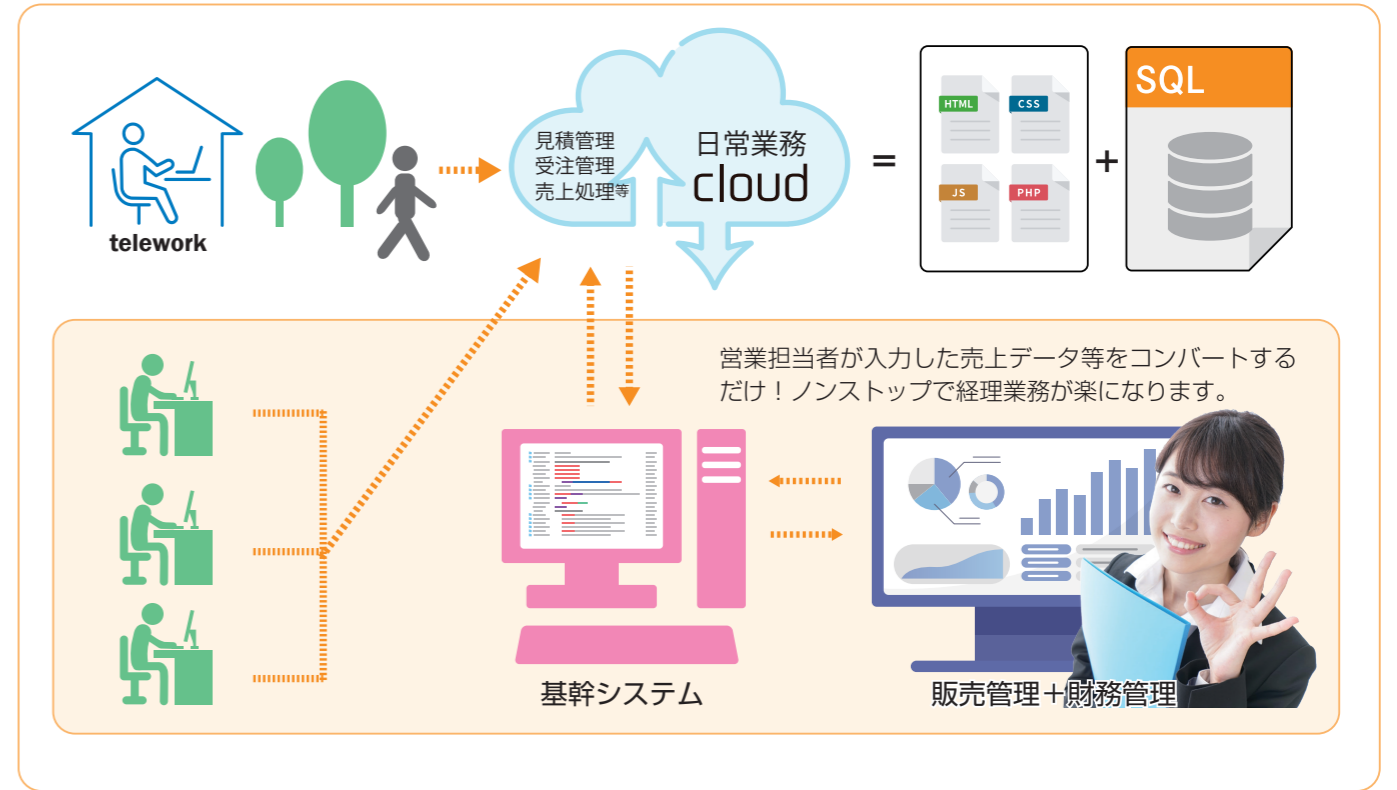 見積管理
受注管理
売上処理等
日常業務
cloud
=
HTML
CSS
JS
PHP
+
SQL
telework
営業担当者が入力した売上データ等をコンバートする
だけ！ノンストップで経理業務が楽になります。
基幹システム
販売管理＋財務管理